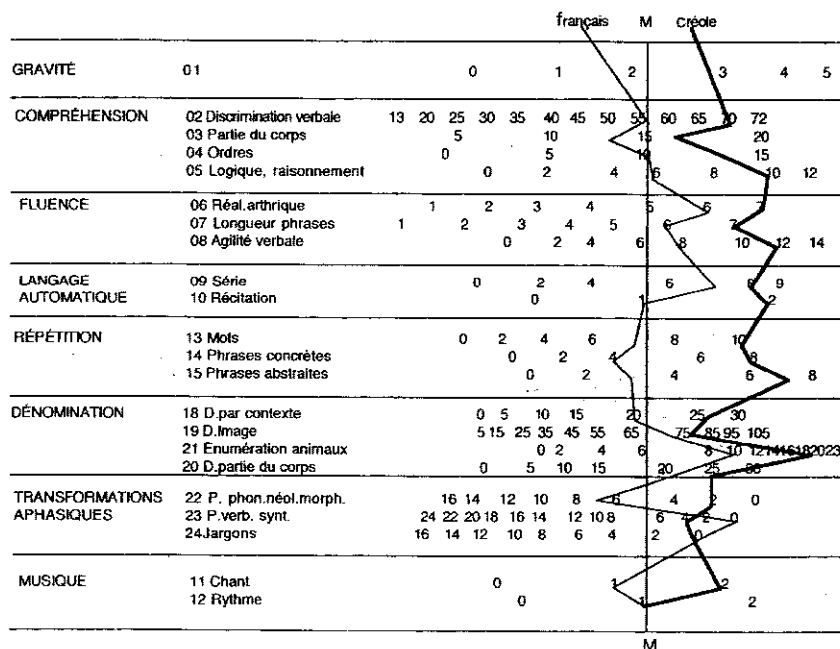 français M créole
GRAVITÉ 01 0 1 2 3 4 5
COMPRÉHENSION 02 Discrimination verbale 13 20 25 30 35 40 45 50 55 60 65 70 72
03 Partie du corps 5 10 15 20
04 Ordres 0 5 10 15
05 Logique, raisonnement 0 2 4 6 8 10 12
FLUENCE 06 Réal.arthrique 1 2 3 4 5 6 7
07 Longueur phrases 1 2 3 4 5 6 7
08 Agilité verbale 0 2 4 6 8 10 12 14
LANGAGE 09 Série 0 2 4 6 8 9
AUTOMATIQUE 10 Récitation 0 1 2
RÉPÉTITION 13 Mots 0 2 4 6 8 10
14 Phrases concrètes 0 2 4 6 8
15 Phrases abstraites 0 2 4 6 8
DÉNOMINATION 18 D.par contexte 0 5 10 15 20 25 30
19 D.Image 5 15 25 35 45 55 65 75 85 95 105
21 Enumération animaux 0 2 4 6 8 10 12 14 16 18 20 23
20 D.partie du corps 0 5 10 15 20 25 30
TRANSFORMATIONS 22 P. phon.néol.morph. 16 14 12 10 8 6 4 2 0
APHASIQUES 23 P.verb. synt. 24 22 20 18 16 14 12 10 8 6 4 2 0
24 Jargons 16 14 12 10 8 6 4 2 0
MUSIQUE 11 Chant 0 1 2
12 Rythme 0 1 2
M